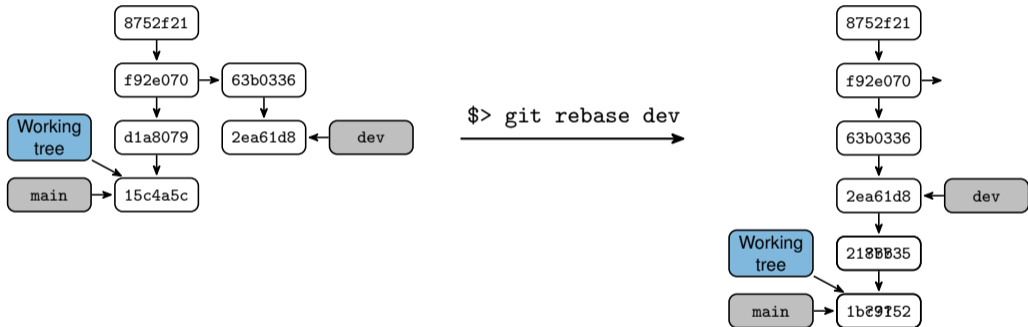 8752f21
f92e070
63b0336
d1a8079
2ea61d8
dev
Working
tree
main
15c4a5c
$> git rebase dev
8752f21
f92e070
63b0336
2ea61d8
dev
Working
tree
main